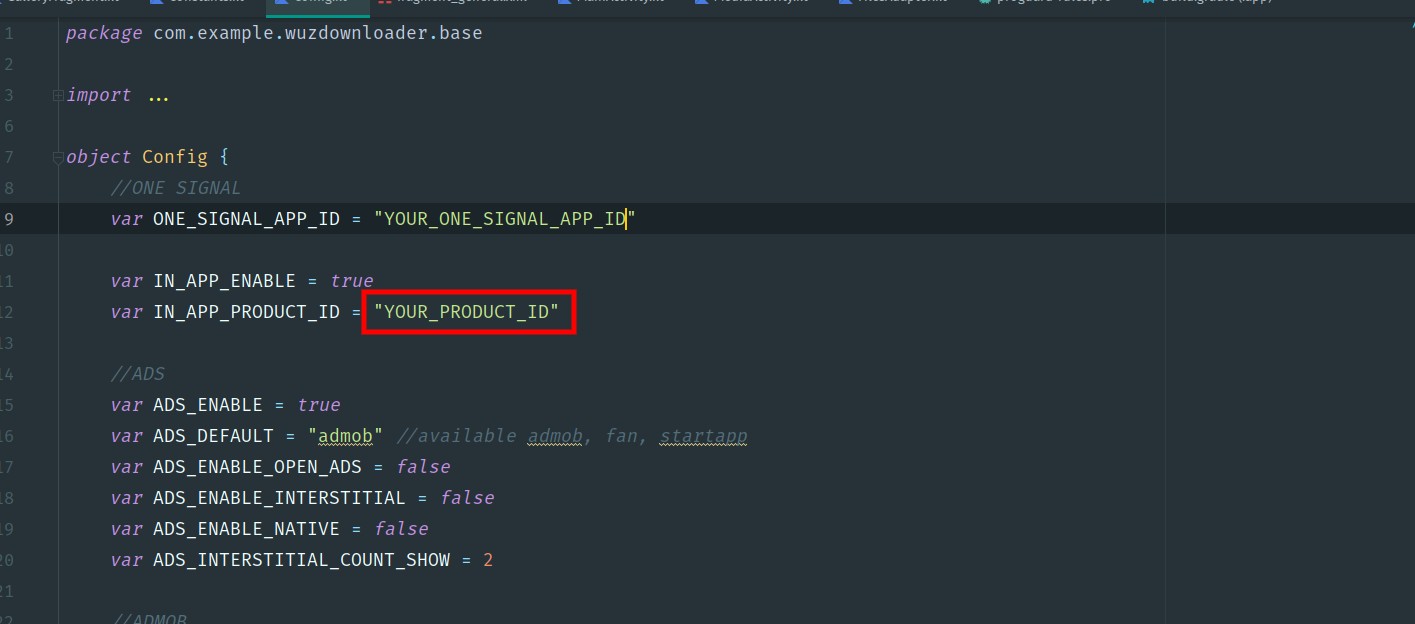 1 package com.example.wuzdownloader.base
2
3 import ...
6
7 object Config {
8 //ONE SIGNAL
9 var ONE_SIGNAL_APP_ID = "YOUR_ONE_SIGNAL_APP_ID"
10
11 var IN_APP_ENABLE = true
12 var IN_APP_PRODUCT_ID = "YOUR_PRODUCT_ID"
13
14 //ADS
15 var ADS_ENABLE = true
16 var ADS_DEFAULT = "admob" //available admob, fan, startapp
17 var ADS_ENABLE_OPEN_ADS = false
18 var ADS_ENABLE_INTERSTITIAL = false
19 var ADS_ENABLE_NATIVE = false
20 var ADS_INTERSTITIAL_COUNT_SHOW = 2
21
22 //ADMOB